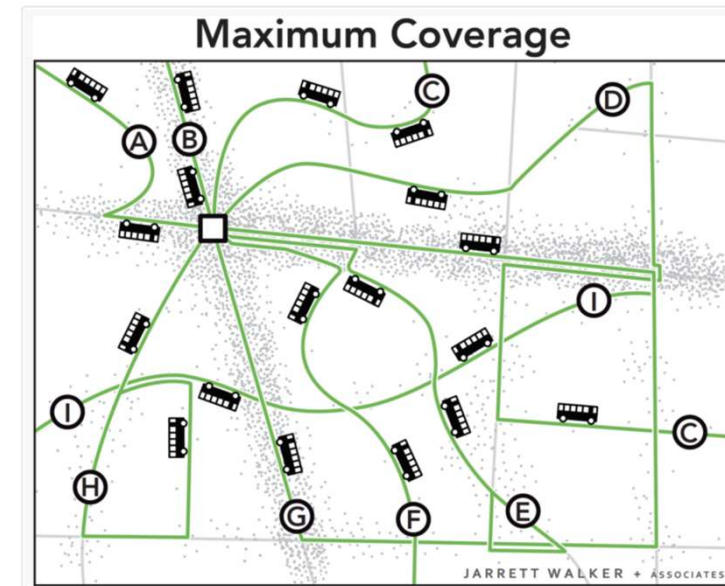 Maximum Coverage
C
D
A
B
I
I
C
H
G
F
E
JARRETT WALKER + ASSOCIATES